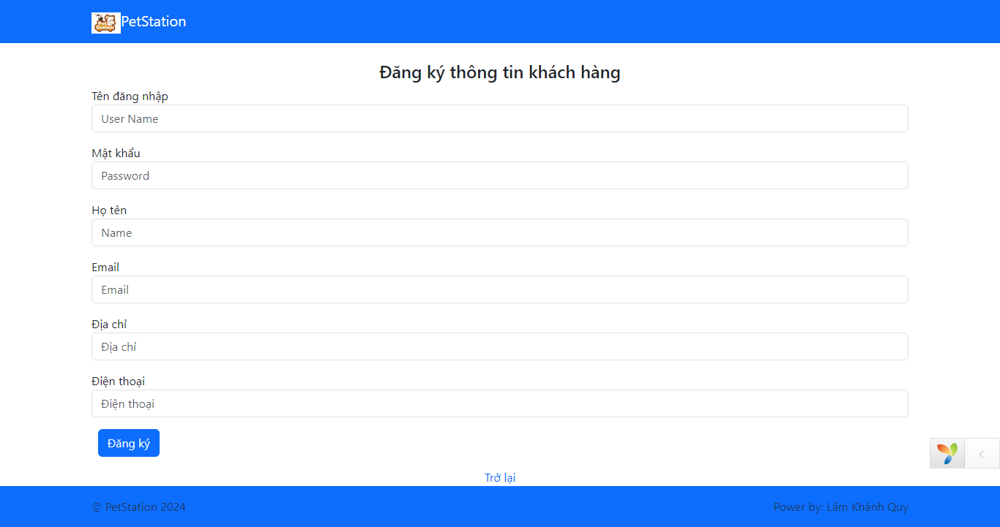 PetStation
Đăng ký thông tin khách hàng
Tên đăng nhập
User Name
Mật khẩu
Password
Họ tên
Name
Email
Email
Địa chỉ
Địa chỉ
Điện thoại
Điện thoại
Đăng ký
Trở lại
© PetStation 2024
Power by: Lâm Khánh Quy